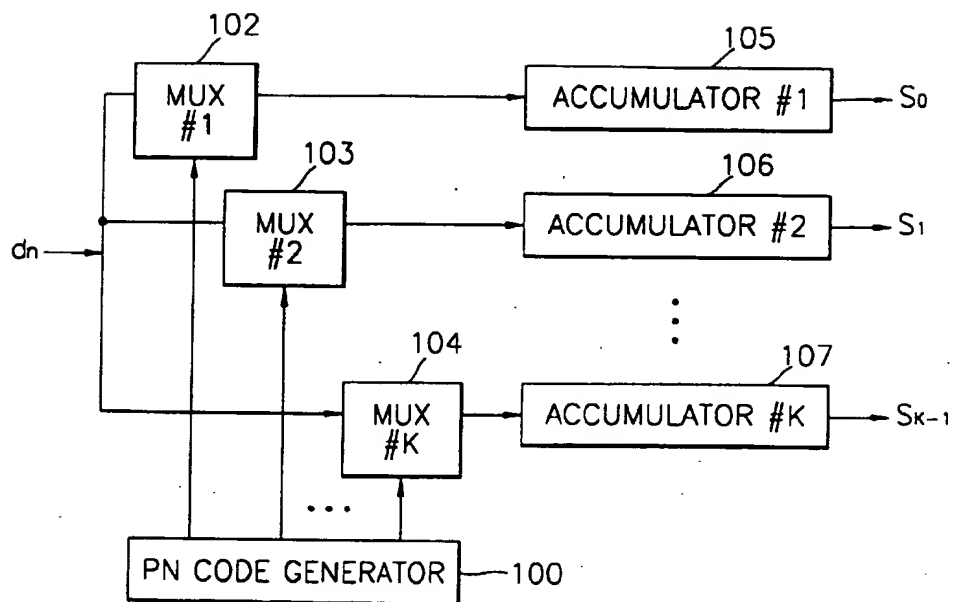 102
MUX
#1
105
ACCUMULATOR #1
S0
103
MUX
#2
106
ACCUMULATOR #2
S1
dn
104
MUX
#K
107
ACCUMULATOR #K
SK-1
PN CODE GENERATOR
100